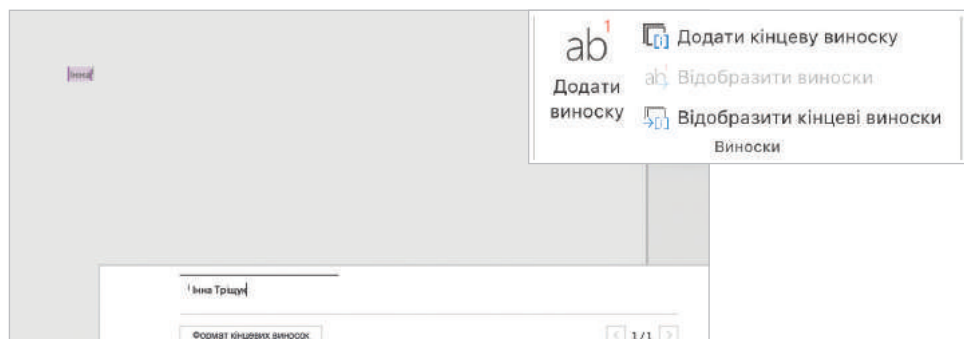 Інна
ab¹
Додати
виноску
Додати кінцеву виноску
Відобразити виноски
Відобразити кінцеві виноски
Виноски
Інна Тріщук
Формат кінцевих виносок
1/1